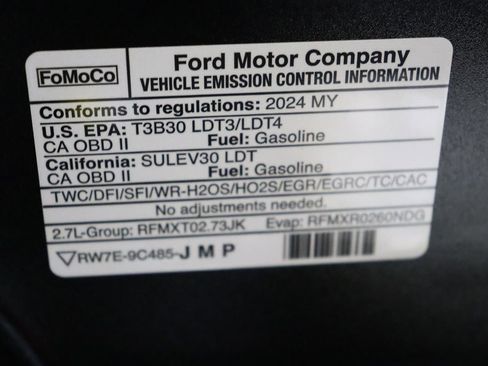 FoMoCo
Ford Motor Company
VEHICLE EMISSION CONTROL INFORMATION
Conforms to regulations: 2024 MY
U.S. EPA: T3B30 LDT3/LDT4
CA OBD II Fuel: Gasoline
California: SULEV30 LDT
CA OBD II Fuel: Gasoline
TWC/DFI/SFI/WR-H2OS/HO2S/EGR/EGRC/TC/CAC
No adjustments needed.
2.7L-Group: RFMXT02.73JK Evap: RFMXR0260NDG
RW7E-9C485-JMP